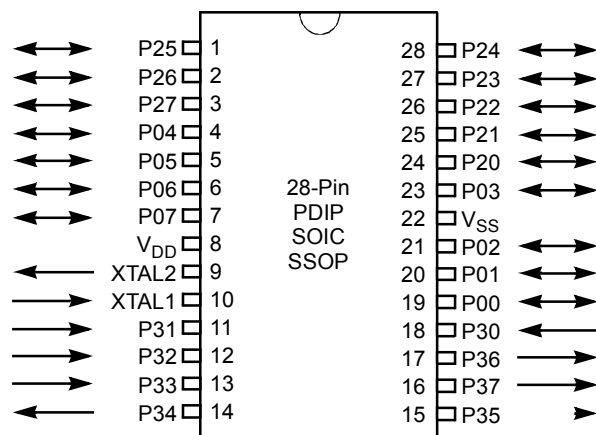 P25 1 28 P24
P26 2 27 P23
P27 3 26 P22
P04 4 25 P21
P05 5 24 P20
P06 6 28-Pin 23 P03
P07 7 PDIP 22 VSS
VDD 8 SOIC 21 P02
XTAL2 9 SSOP 20 P01
XTAL1 10 19 P00
P31 11 18 P30
P32 12 17 P36
P33 13 16 P37
P34 14 15 P35